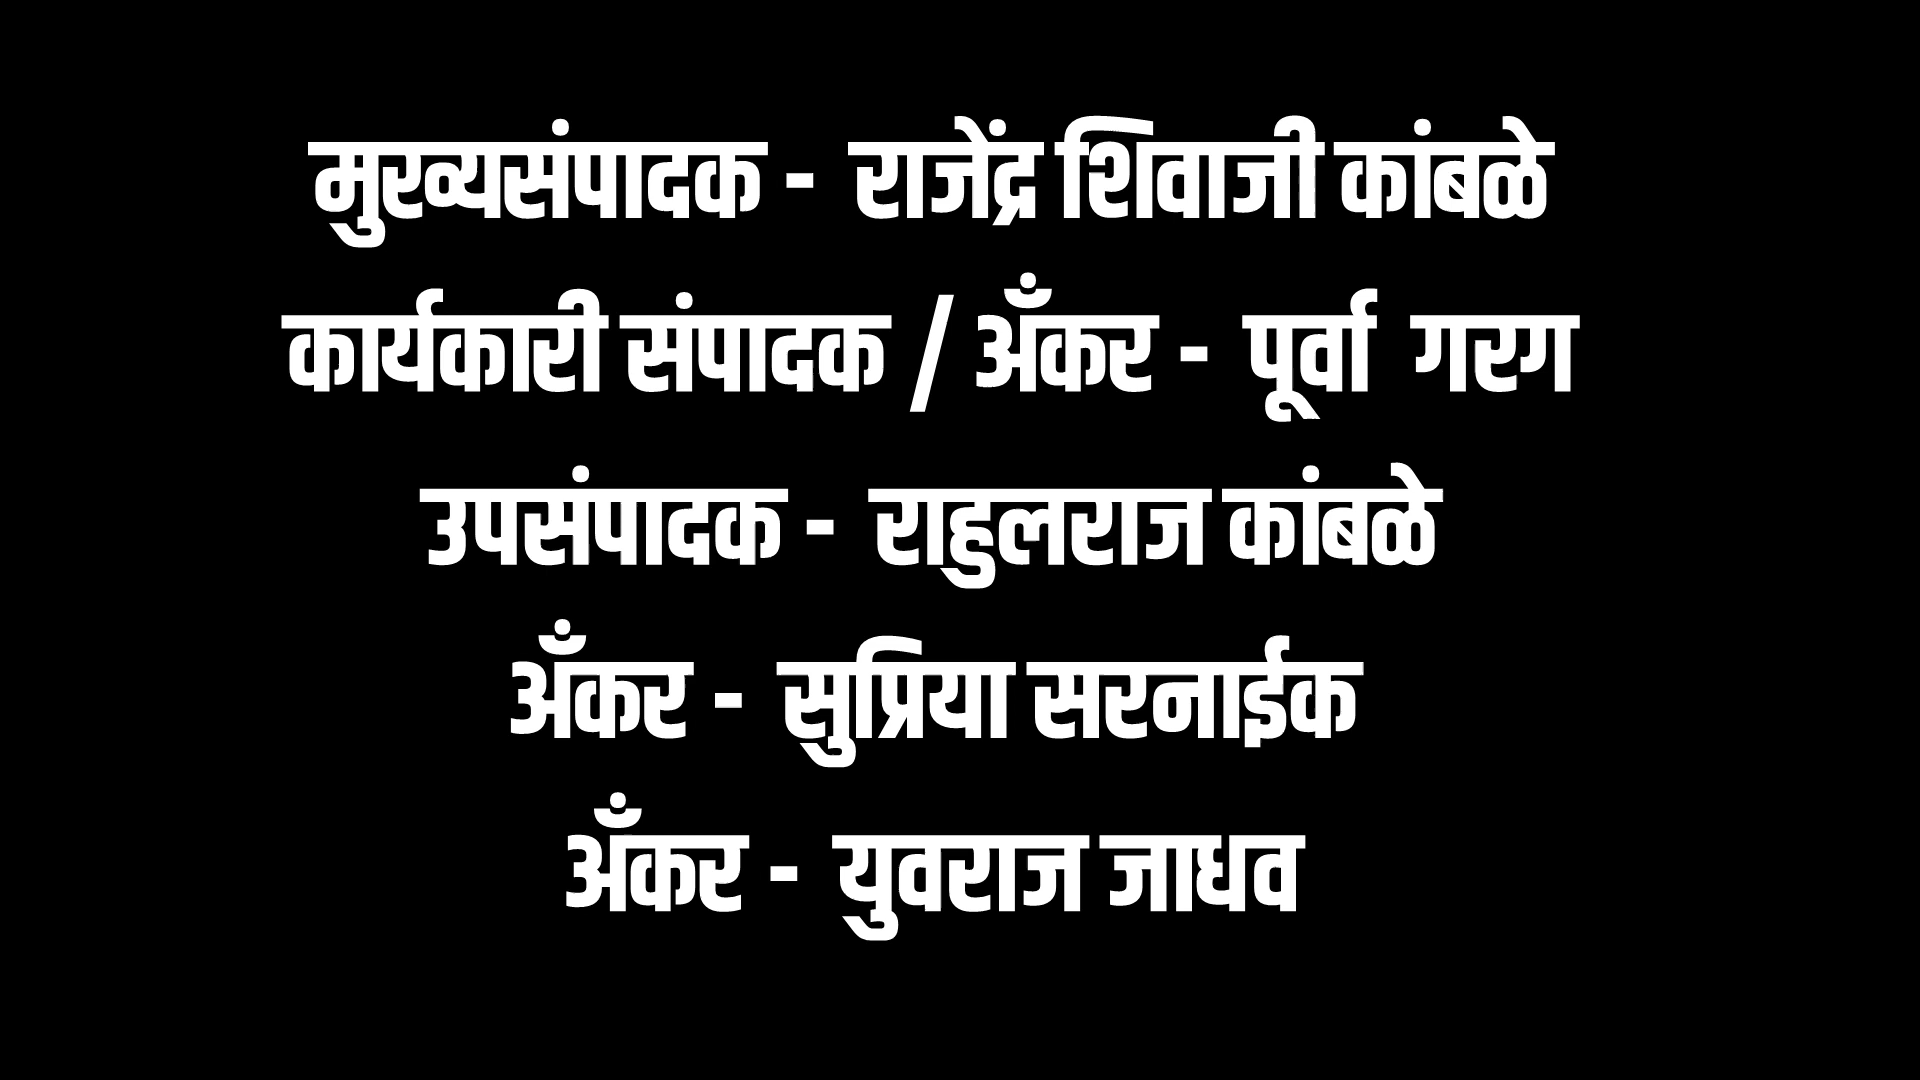 मुख्यसंपादक - राजेंद्र शिवाजी कांबळे
कार्यकारी संपादक / अँकर - पूर्वा गरग
उपसंपादक - राहुलराज कांबळे
अँकर - सुप्रिया सरनाईक
अँकर - युवराज जाधव